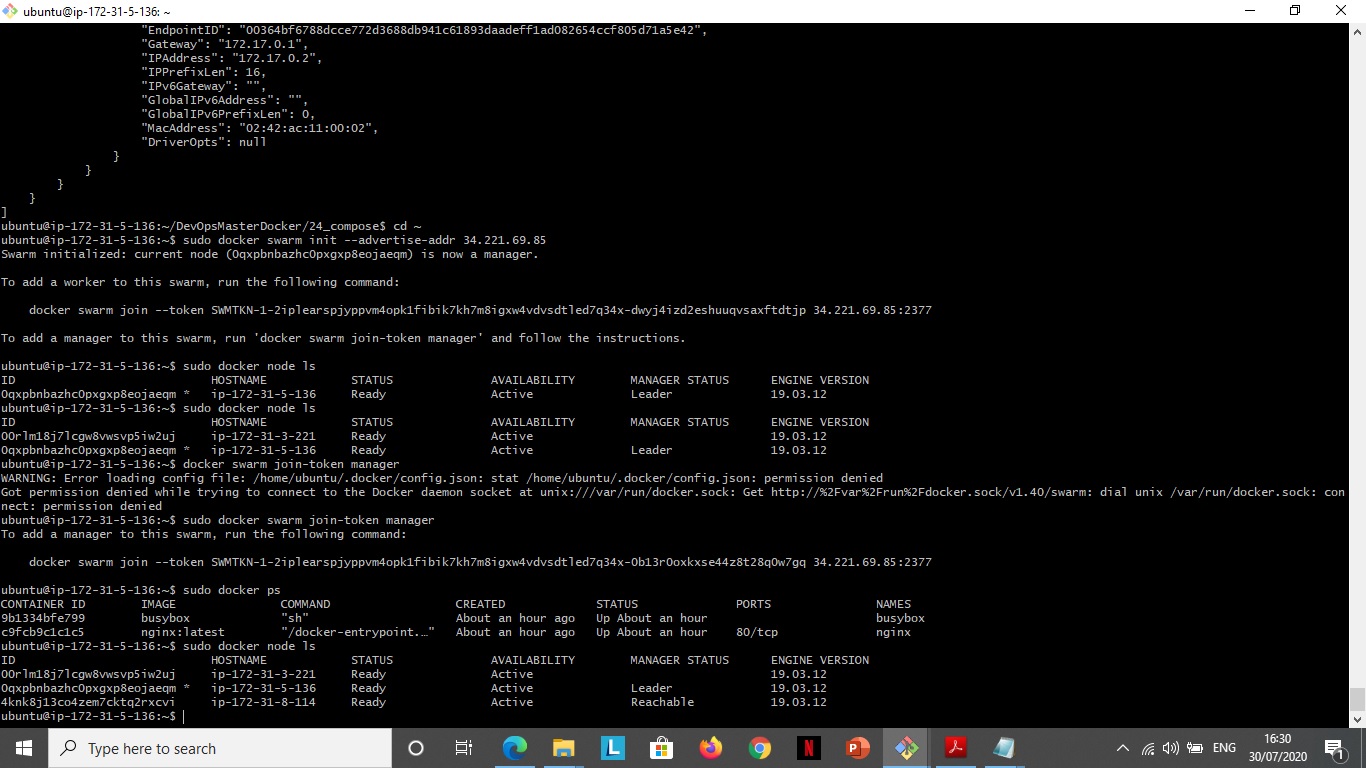 ubuntu@ip-172-31-5-136: ~
"EndpointID": "00364bf6788dcce772d3688db941c61893daadeff1ad082654ccf805d71a5e42",
"Gateway": "172.17.0.1",
"IPAddress": "172.17.0.2",
"IPPrefixLen": 16,
"IPv6Gateway": "",
"GlobalIPv6Address": "",
"GlobalIPv6PrefixLen": 0,
"MacAddress": "02:42:ac:11:00:02",
"DriverOpts": null
}
}
}
}
]
ubuntu@ip-172-31-5-136:~/DevOpsMasterDocker/24_compose$ cd ~
ubuntu@ip-172-31-5-136:~$ sudo docker swarm init --advertise-addr 34.221.69.85
Swarm initialized: current node (0qxpbnbazhc0pxgxp8eojaeqm) is now a manager.
To add a worker to this swarm, run the following command:
docker swarm join --token SWMTKN-1-2iplearspjyppvm4opk1fibik7kh7m8igxw4vdvsdtled7q34x-dwyj4izd2eshuuqvsaxftdtjp 34.221.69.85:2377
To add a manager to this swarm, run 'docker swarm join-token manager' and follow the instructions.
ubuntu@ip-172-31-5-136:~$ sudo docker node ls
ID HOSTNAME STATUS AVAILABILITY MANAGER STATUS ENGINE VERSION
0qxpbnbazhc0pxgxp8eojaeqm * ip-172-31-5-136 Ready Active Leader 19.03.12
ubuntu@ip-172-31-5-136:~$ sudo docker node ls
ID HOSTNAME STATUS AVAILABILITY MANAGER STATUS ENGINE VERSION
00rlm18j7lcgw8vwsvp5iw2uj ip-172-31-3-221 Ready Active 19.03.12
0qxpbnbazhc0pxgxp8eojaeqm * ip-172-31-5-136 Ready Active Leader 19.03.12
ubuntu@ip-172-31-5-136:~$ docker swarm join-token manager
WARNING: Error loading config file: /home/ubuntu/.docker/config.json: stat /home/ubuntu/.docker/config.json: permission denied
Got permission denied while trying to connect to the Docker daemon socket at unix:///var/run/docker.sock: Get http://%2Fvar%2Frun%2Fdocker.sock/v1.40/swarm: dial unix /var/run/docker.sock: con
nect: permission denied
ubuntu@ip-172-31-5-136:~$ sudo docker swarm join-token manager
To add a manager to this swarm, run the following command:
docker swarm join --token SWMTKN-1-2iplearspjyppvm4opk1fibik7kh7m8igxw4vdvsdtled7q34x-0b13r0oxkxse44z8t28q0w7gq 34.221.69.85:2377
ubuntu@ip-172-31-5-136:~$ sudo docker ps
CONTAINER ID IMAGE COMMAND CREATED STATUS PORTS NAMES
9b1334bfe799 busybox "sh" About an hour ago Up About an hour busybox
c9fcb9c1c1c5 nginx:latest "/docker-entrypoint.…" About an hour ago Up About an hour 80/tcp nginx
ubuntu@ip-172-31-5-136:~$ sudo docker node ls
ID HOSTNAME STATUS AVAILABILITY MANAGER STATUS ENGINE VERSION
00rlm18j7lcgw8vwsvp5iw2uj ip-172-31-3-221 Ready Active 19.03.12
0qxpbnbazhc0pxgxp8eojaeqm * ip-172-31-5-136 Ready Active Leader 19.03.12
4knk8j13co4zem7cktq2rxcvi ip-172-31-8-114 Ready Active Reachable 19.03.12
ubuntu@ip-172-31-5-136:~$
Type here to search
L
N
P
ENG
16:30
30/07/2020
1